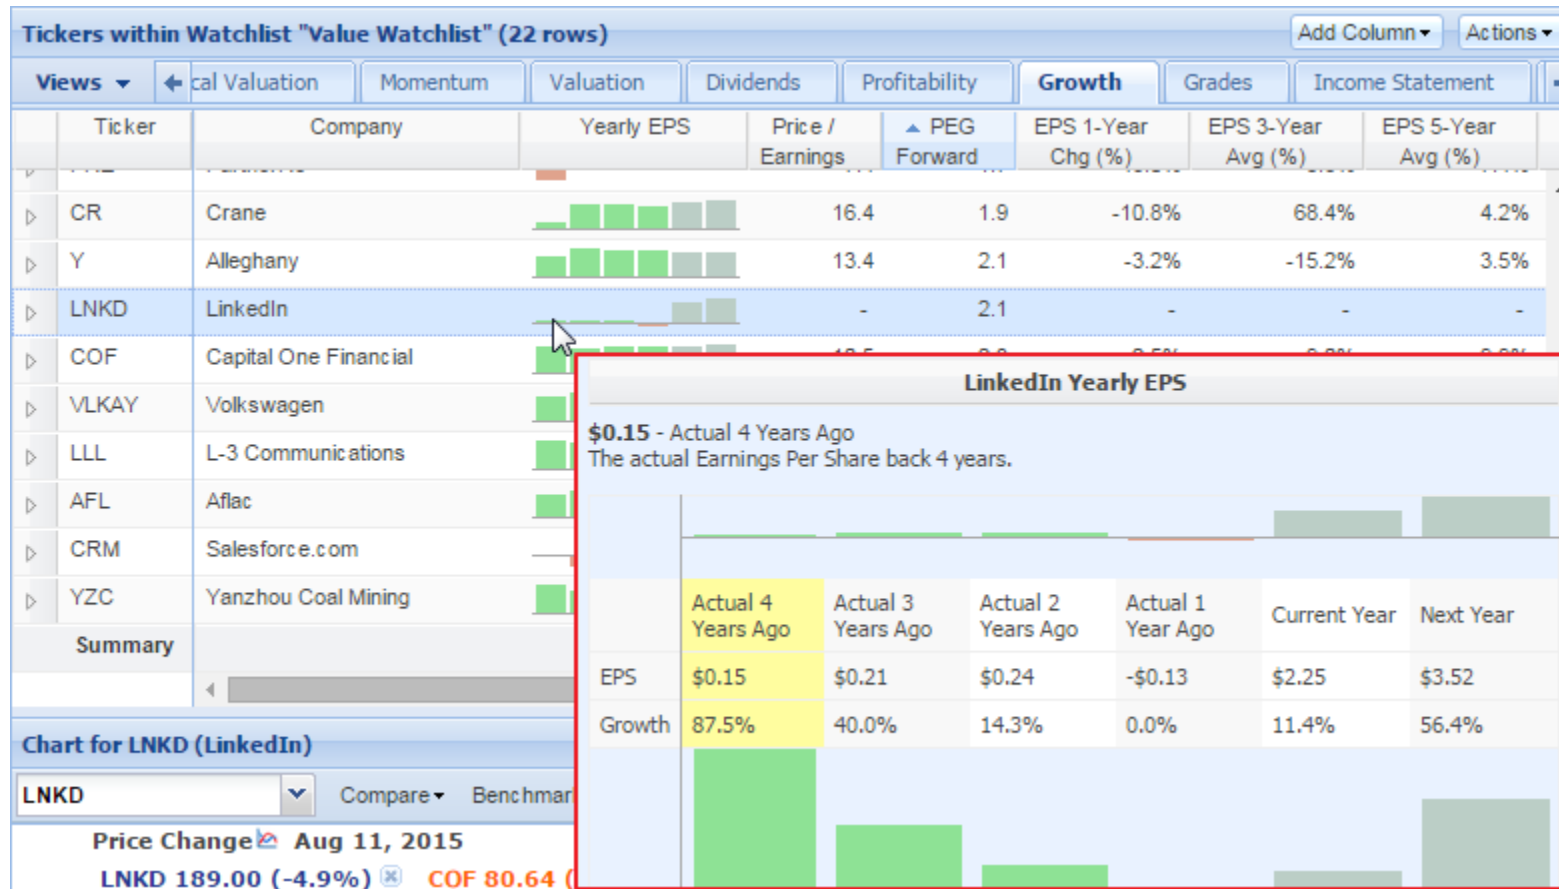 Tickers within Watchlist "Value Watchlist" (22 rows)
Add Column
Actions
Views
cal Valuation
Momentum
Valuation
Dividends
Profitability
Growth
Grades
Income Statement
Ticker
Company
Yearly EPS
Price /
Earnings
PEG
Forward
EPS 1-Year
Chg (%)
EPS 3-Year
Avg (%)
EPS 5-Year
Avg (%)
CR Crane 16.4 1.9 -10.8% 68.4% 4.2%
Y Alleghany 13.4 2.1 -3.2% -15.2% 3.5%
LNKD LinkedIn - 2.1 - - -
COF Capital One Financial
VLKAY Volkswagen
LLL L-3 Communications
AFL Aflac
CRM Salesforce.com
YZC Yanzhou Coal Mining
Summary
LinkedIn Yearly EPS
$0.15 - Actual 4 Years Ago
The actual Earnings Per Share back 4 years.
Actual 4
Years Ago
Actual 3
Years Ago
Actual 2
Years Ago
Actual 1
Year Ago
Current Year
Next Year
EPS $0.15 $0.21 $0.24 -$0.13 $2.25 $3.52
Growth 87.5% 40.0% 14.3% 0.0% 11.4% 56.4%
Chart for LNKD (LinkedIn)
LNKD
Compare
Price Change Aug 11, 2015
LNKD 189.00 (-4.9%) COF 80.64 (